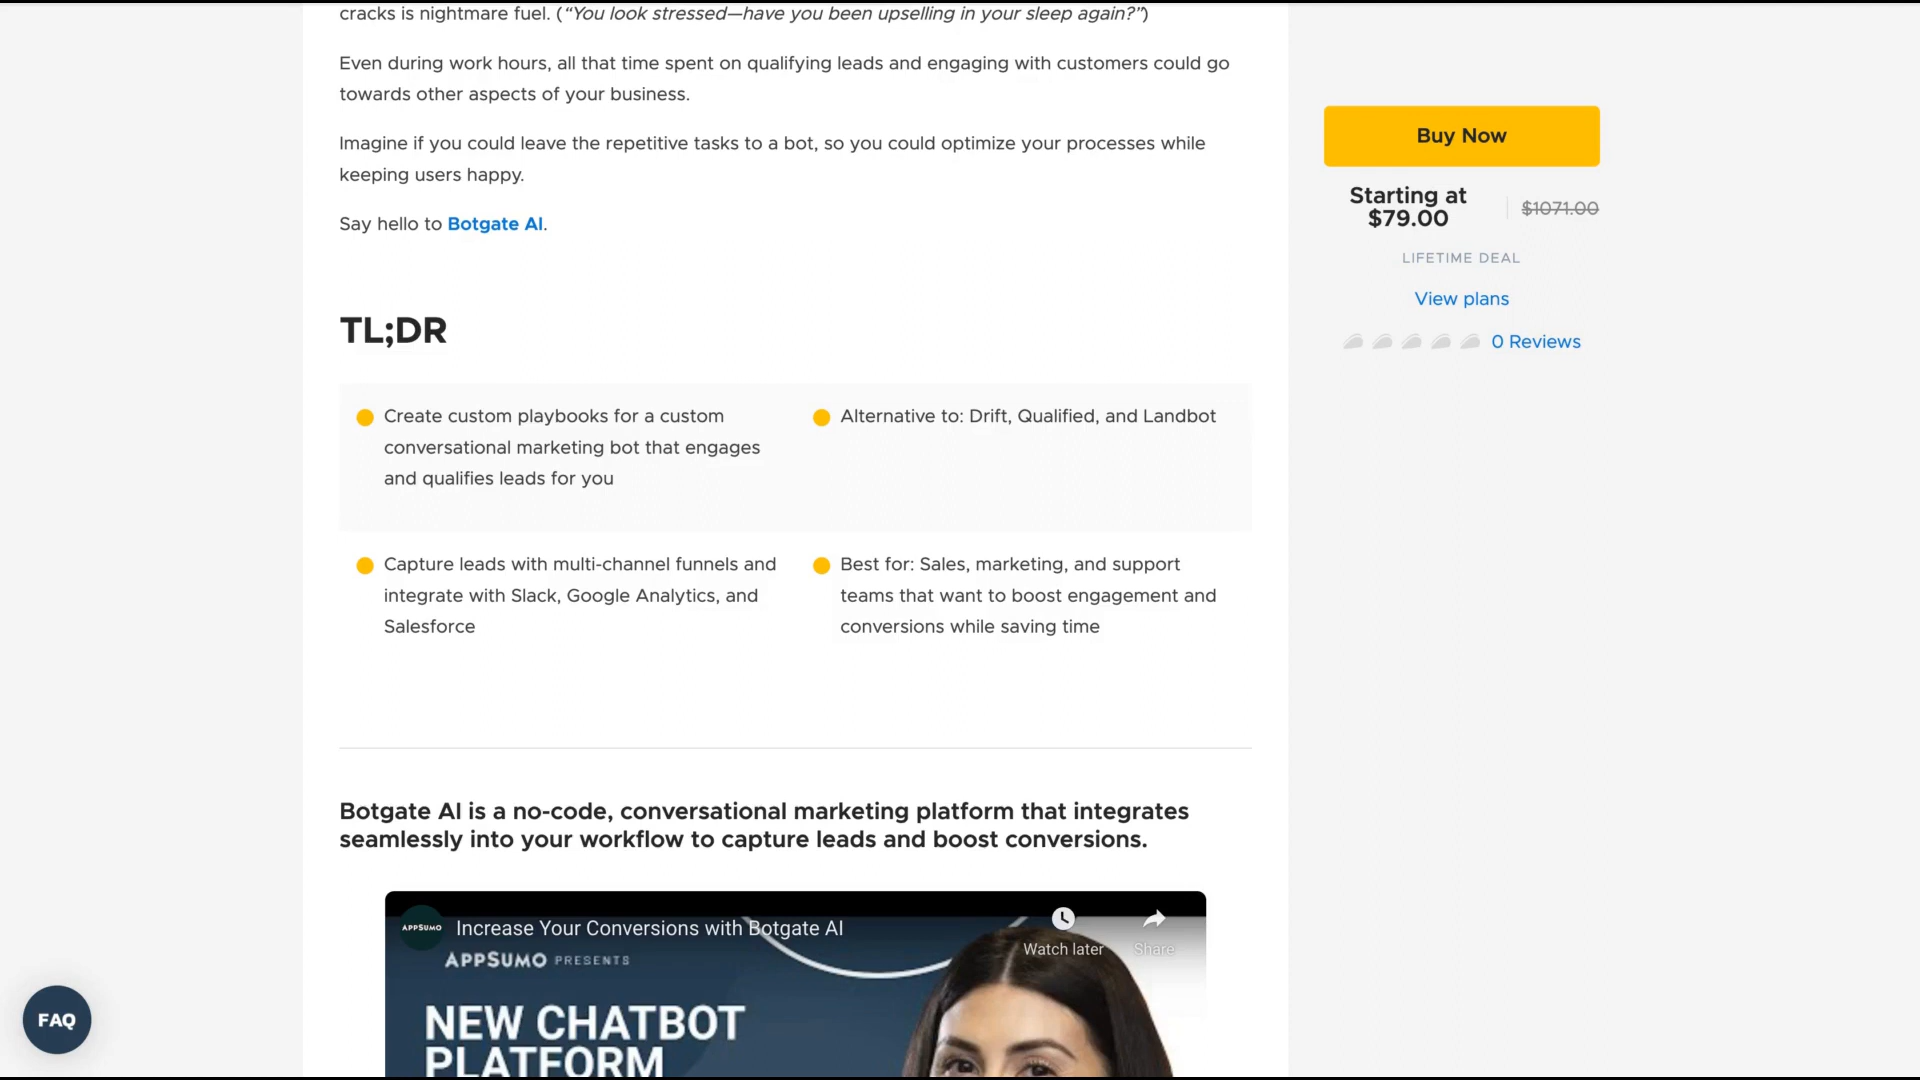 cracks is nightmare fuel. (“You look stressed—have you been upselling in your sleep again?”)
Even during work hours, all that time spent on qualifying leads and engaging with customers could go
towards other aspects of your business.
Imagine if you could leave the repetitive tasks to a bot, so you could optimize your processes while
keeping users happy.
Say hello to Botgate AI.
TL;DR
Create custom playbooks for a custom
conversational marketing bot that engages
and qualifies leads for you
Alternative to: Drift, Qualified, and Landbot
Capture leads with multi-channel funnels and
integrate with Slack, Google Analytics, and
Salesforce
Best for: Sales, marketing, and support
teams that want to boost engagement and
conversions while saving time
Botgate AI is a no-code, conversational marketing platform that integrates
seamlessly into your workflow to capture leads and boost conversions.
APPSUMO
Increase Your Conversions with Botgate AI
Watch later
Share
APPSUMO PRESENTS
NEW CHATBOT
PLATFORM
Buy Now
Starting at
$79.00
$1071.00
LIFETIME DEAL
View plans
0 Reviews
FAQ